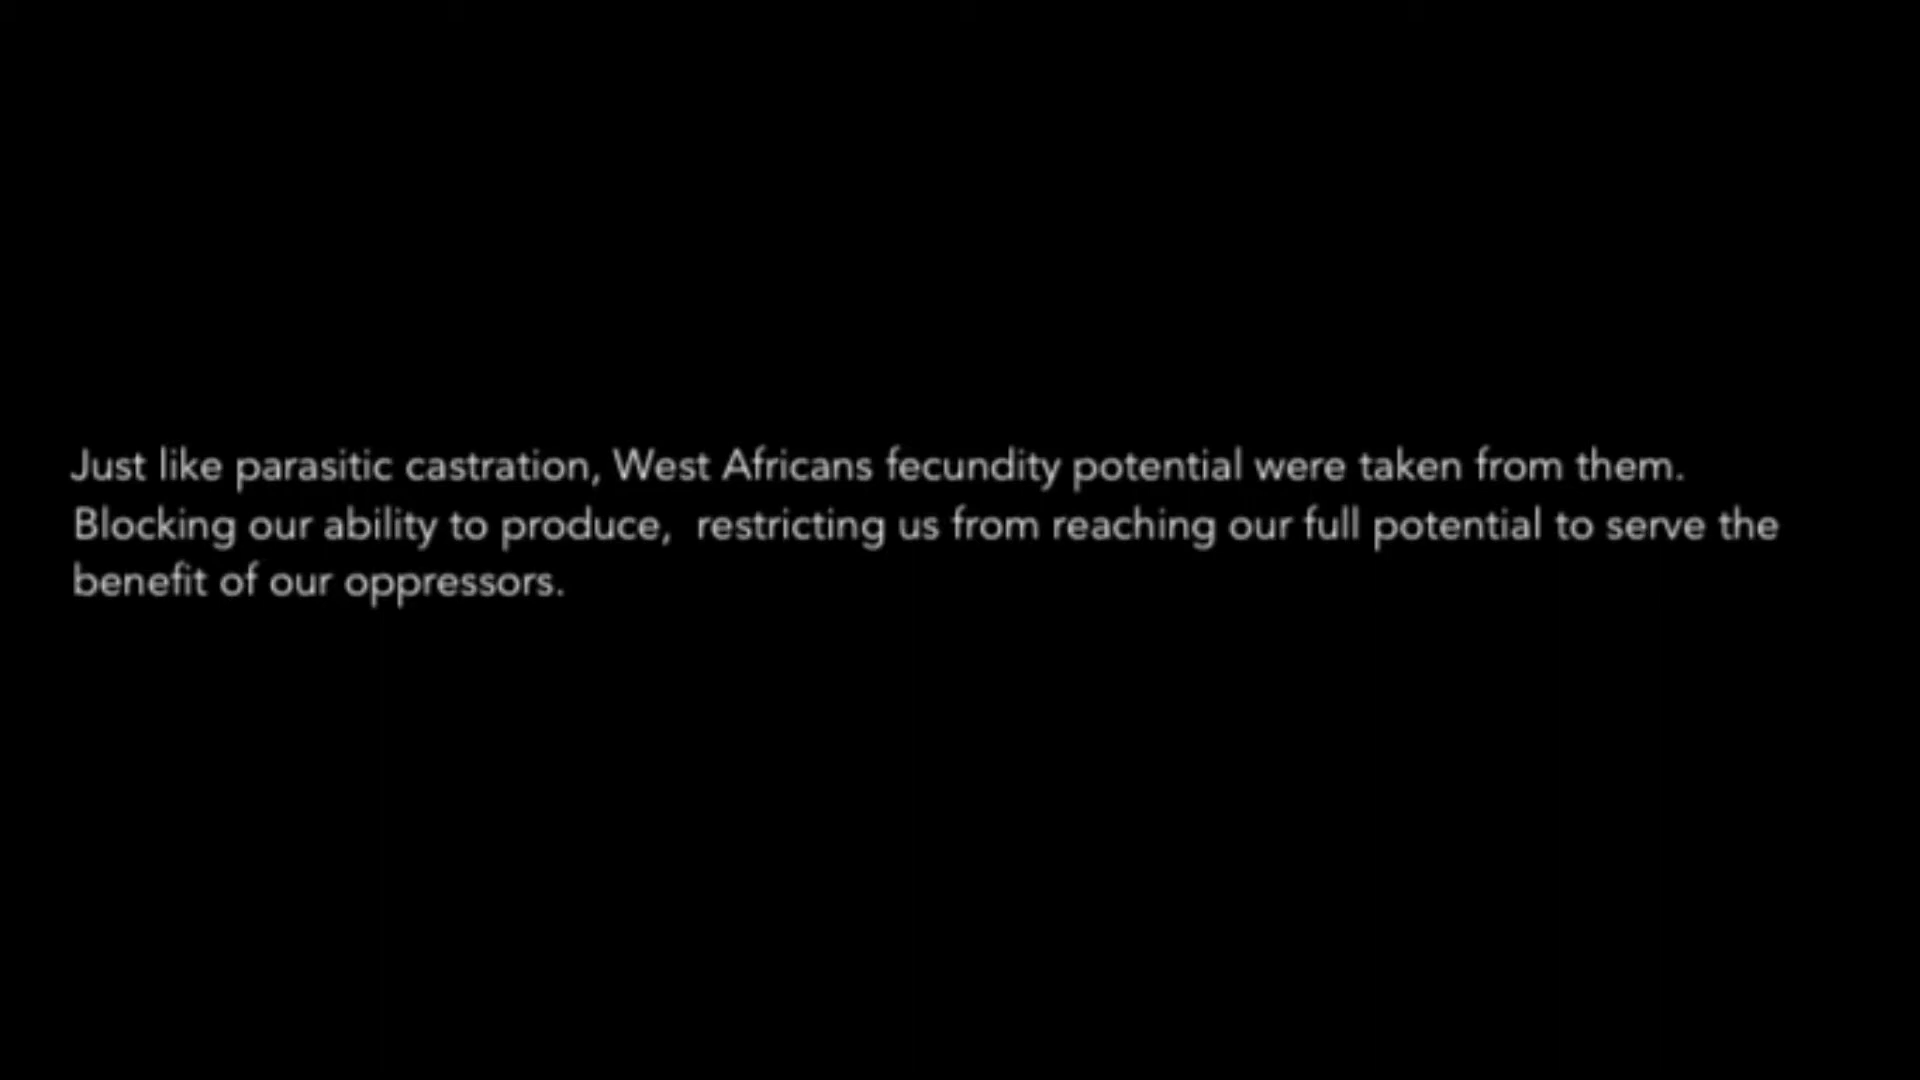 Just like parasitic castration, West Africans fecundity potential were taken from them.
Blocking our ability to produce,  restricting us from reaching our full potential to serve the
benefit of our oppressors.